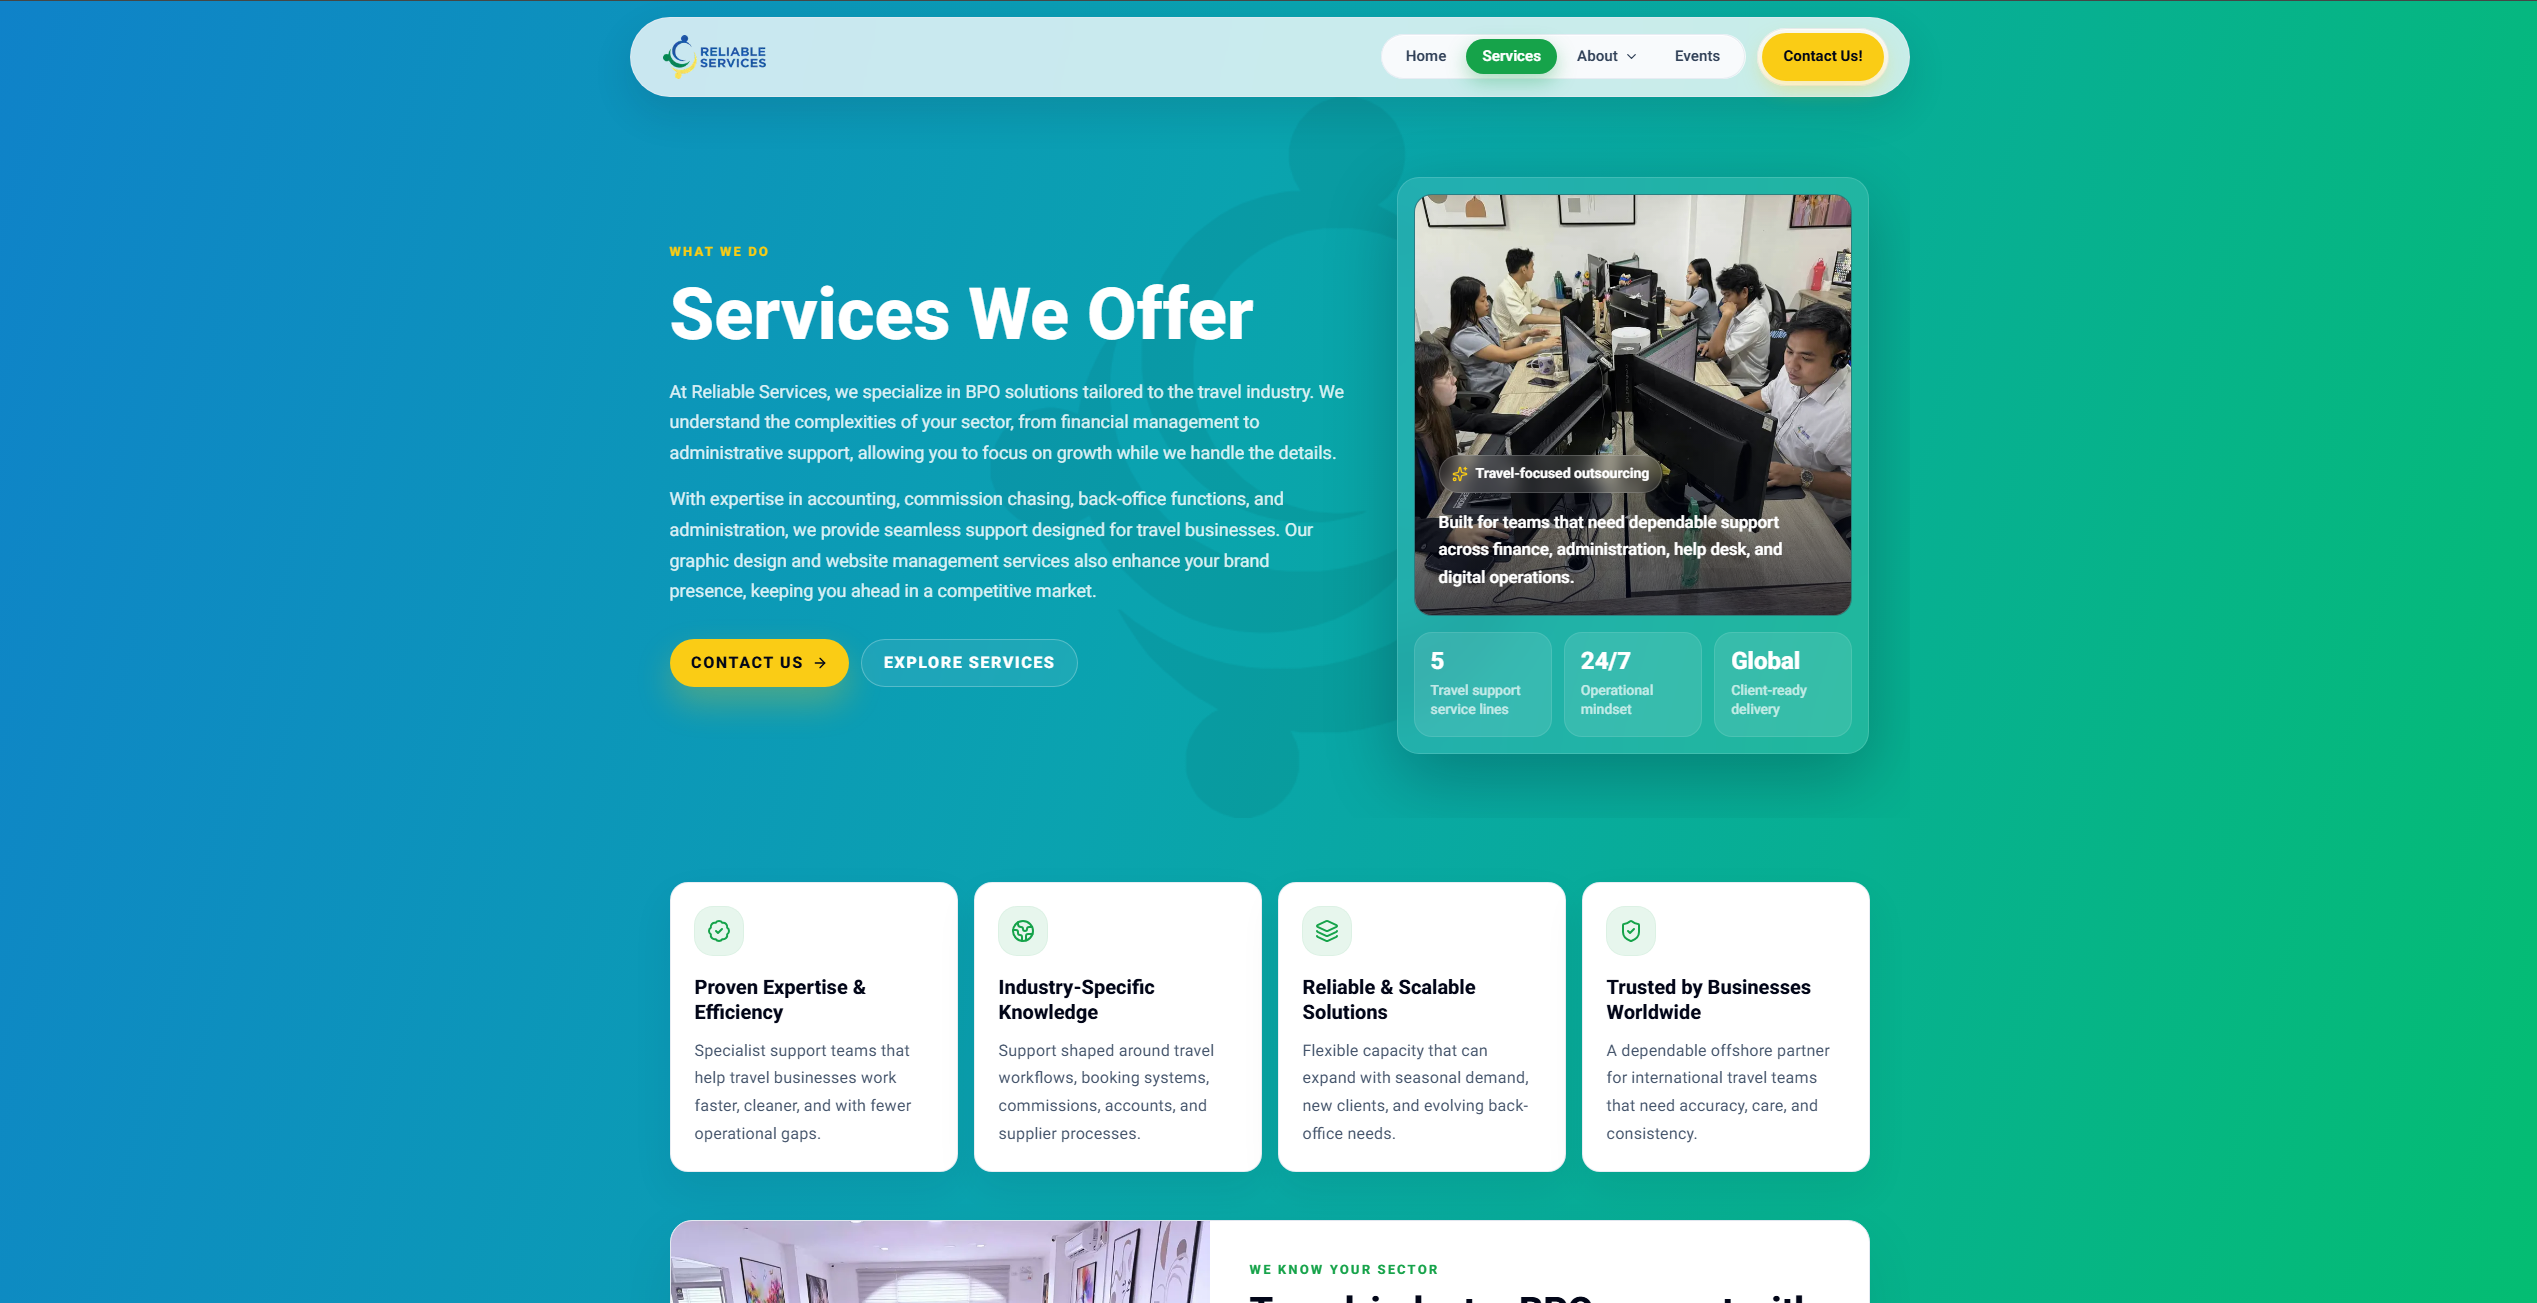 RELIABLE
SERVICES
Home
Services
About
Events
Contact Us!
WHAT WE DO
Services We Offer
At Reliable Services, we specialize in BPO solutions tailored to the travel industry. We
understand the complexities of your sector, from financial management to
administrative support, allowing you to focus on growth while we handle the details.
With expertise in accounting, commission chasing, back-office functions, and
administration, we provide seamless support designed for travel businesses. Our
graphic design and website management services also enhance your brand
presence, keeping you ahead in a competitive market.
CONTACT US
EXPLORE SERVICES
Travel-focused outsourcing
Built for teams that need dependable support
across finance, administration, help desk, and
digital operations.
5
Travel support
service lines
24/7
Operational
mindset
Global
Client-ready
delivery
Proven Expertise &
Efficiency
Specialist support teams that
help travel businesses work
faster, cleaner, and with fewer
operational gaps.
Industry-Specific
Knowledge
Support shaped around travel
workflows, booking systems,
commissions, accounts, and
supplier processes.
Reliable & Scalable
Solutions
Flexible capacity that can
expand with seasonal demand,
new clients, and evolving back-
office needs.
Trusted by Businesses
Worldwide
A dependable offshore partner
for international travel teams
that need accuracy, care, and
consistency.
WE KNOW YOUR SECTOR